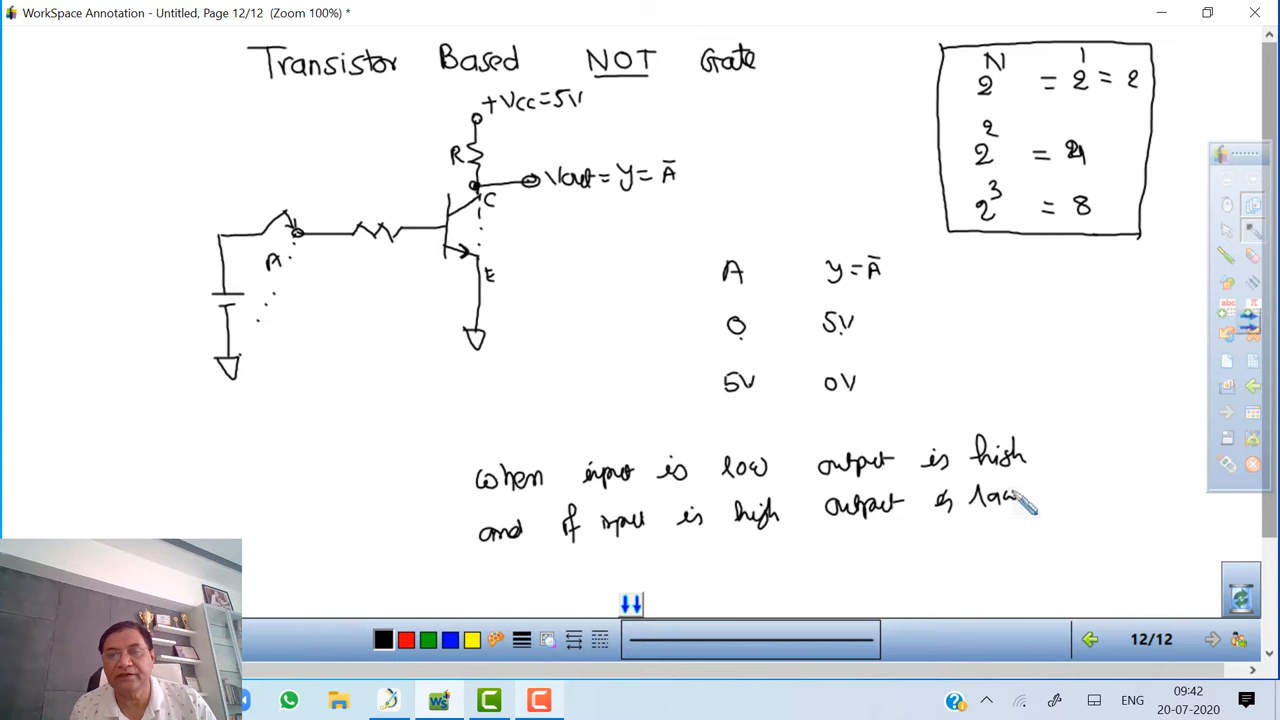 WorkSpace Annotation - Untitled, Page 12/12 (Zoom 100%) *
Transistor Based NOT Gate
+Vcc = 5V
R
Vout = Y = Ā
C
A
E
2^N = 2^1 = 2
2^2 = 4
2^3 = 8
A y = Ā
0 5V
5V 0V
when input is low output is high
and if input is high output is low
abc
12/12
Ws
C
C
ENG
09:42
20-07-2020